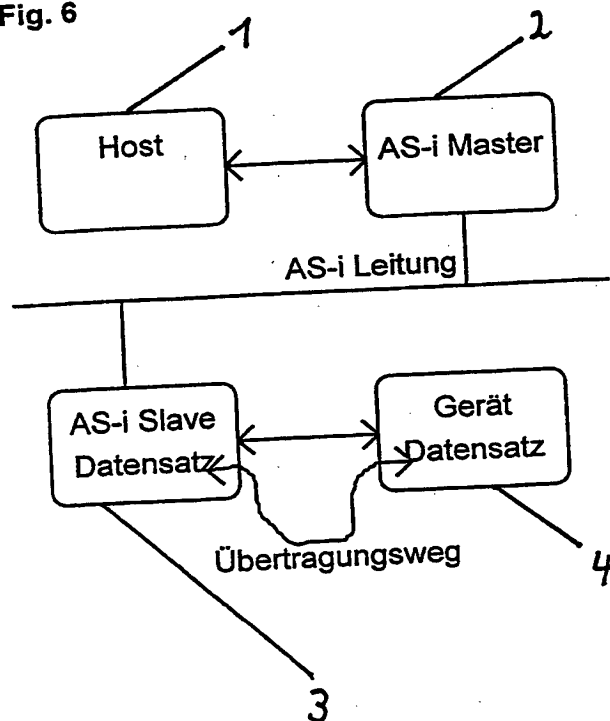 Fig. 6
1
2
Host
AS-i Master
AS-i Leitung
AS-i Slave
Datensatz
Gerät
Datensatz
Übertragungsweg
4
3